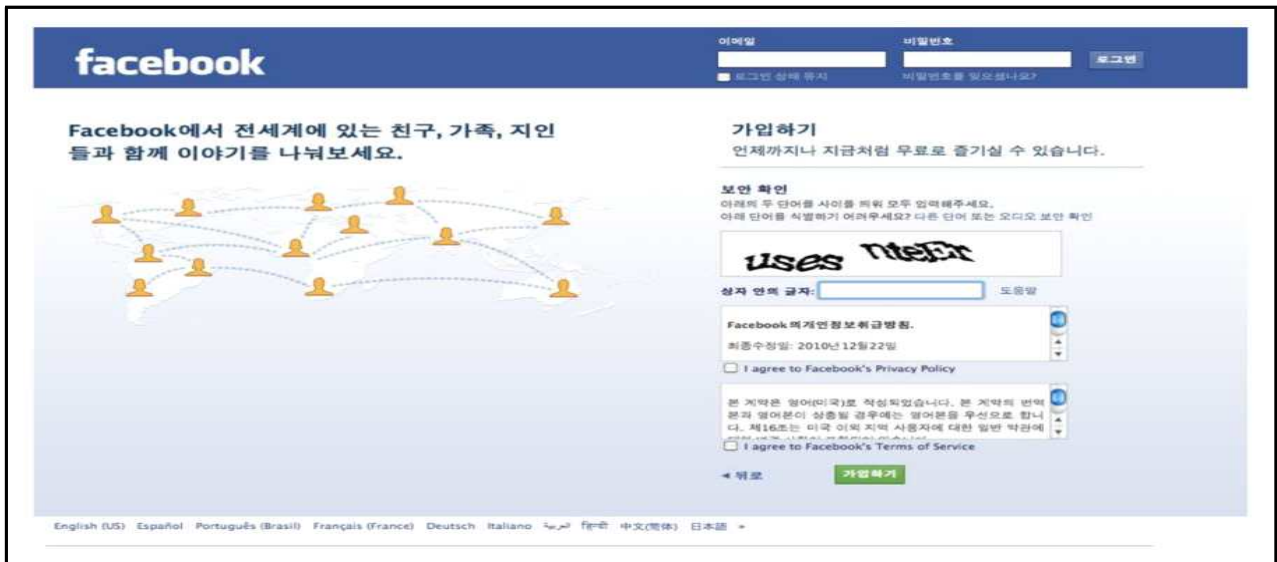 facebook
이메일
비밀번호
로그인
로그인 상태 유지
비밀번호를 잊으셨나요?
Facebook에서 전세계에 있는 친구, 가족, 지인
들과 함께 이야기를 나눠보세요.
가입하기
언제까지나 지금처럼 무료로 즐기실 수 있습니다.
보안 확인
아래의 두 단어를 사이를 띄워 모두 입력해주세요.
아래 단어를 식별하기 어려우세요? 다른 단어 또는 오디오 보안 확인
uses
상자 안의 글자:
도움말
Facebook의개인정보취급방침.
최종수정일: 2010년12월22일
I agree to Facebook's Privacy Policy
본 계약은 영어(미국)로 작성되었습니다. 본 계약의 번역
본과 영어본이 상충될 경우에는 영어본을 우선으로 합니
다. 제16조는 미국 이외 지역 사용자에 대한 일반 약관에
I agree to Facebook's Terms of Service
◄ 뒤로
가입하기
English (US) Español Português (Brasil) Français (France) Deutsch Italiano العربية हिन्दी 中文(简体) 日本語 »